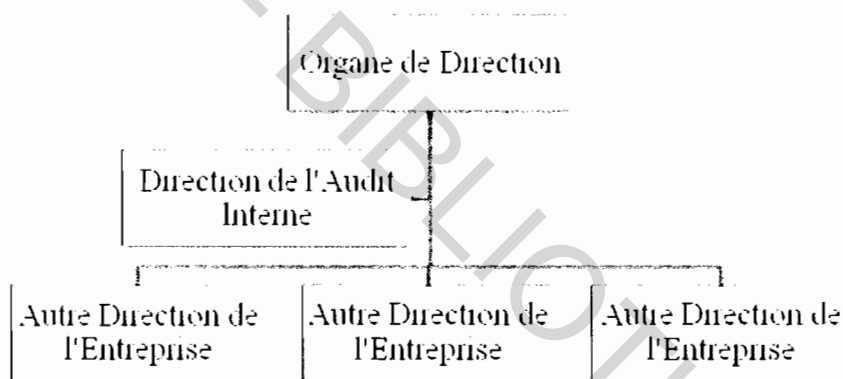 Organe de Direction
Direction de l'Audit
Interne
Autre Direction de
l'Entreprise
Autre Direction de
l'Entreprise
Autre Direction de
l'Entreprise
BIBLIOT